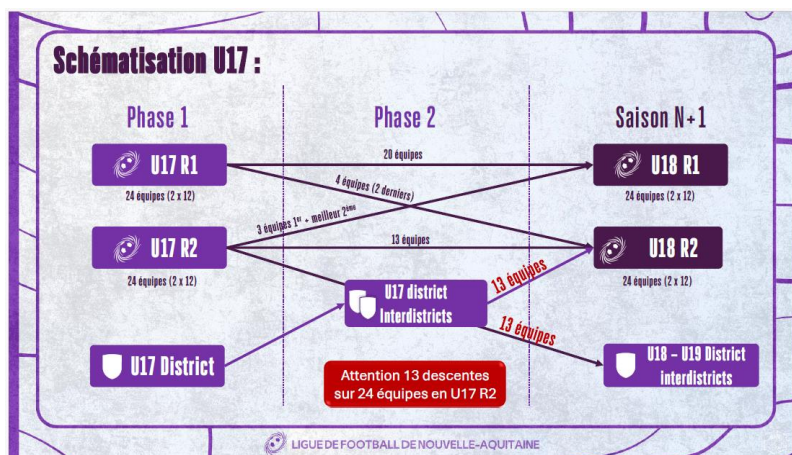 Schématisation U17 :
Phase 1
Phase 2
Saison N+1
U17 R1
24 équipes (2 x 12)
20 équipes
U18 R1
24 équipes (2 x 12)
4 équipes (2 derniers)
3 équipes 1er + meilleur 2ème
U17 R2
24 équipes (2 x 12)
13 équipes
U18 R2
24 équipes (2 x 12)
U17 district
Interdistricts
13 équipes
13 équipes
U17 District
U18 – U19 District
interdistricts
Attention 13 descentes
sur 24 équipes en U17 R2
LIGUE DE FOOTBALL DE NOUVELLE-AQUITAINE